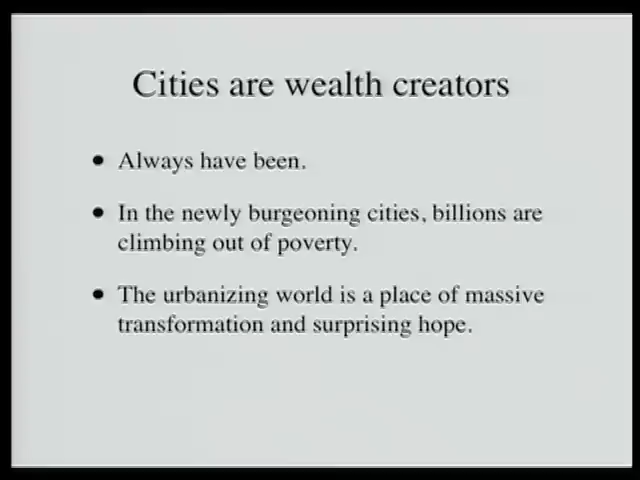 Cities are wealth creators
• Always have been.
• In the newly burgeoning cities, billions are
climbing out of poverty.
• The urbanizing world is a place of massive
transformation and surprising hope.